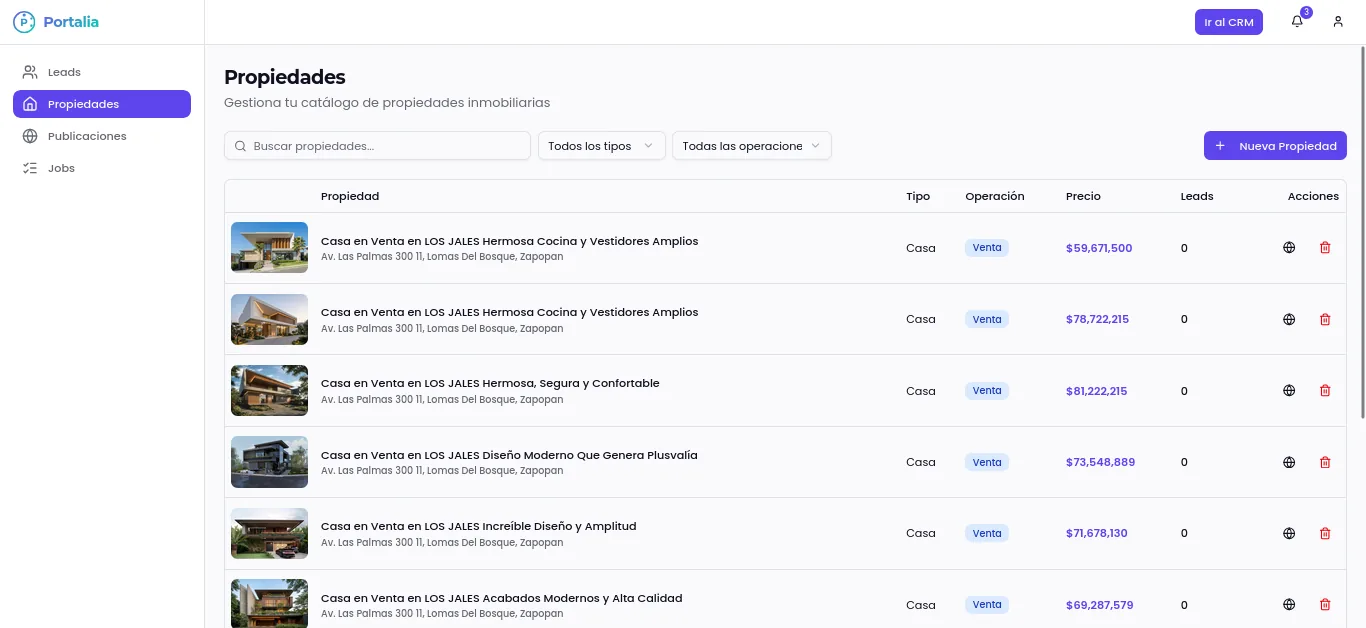 Portalia
Ir al CRM
3
Leads
Propiedades
Publicaciones
Jobs
Propiedades
Gestiona tu catálogo de propiedades inmobiliarias
Buscar propiedades...
Todos los tipos
Todas las operacione
+ Nueva Propiedad
Propiedad Tipo Operación Precio Leads Acciones
Casa en Venta en LOS JALES Hermosa Cocina y Vestidores Amplios
Av. Las Palmas 300 11, Lomas Del Bosque, Zapopan
Casa Venta $59,671,500 0
Casa en Venta en LOS JALES Hermosa Cocina y Vestidores Amplios
Av. Las Palmas 300 11, Lomas Del Bosque, Zapopan
Casa Venta $78,722,215 0
Casa en Venta en LOS JALES Hermosa, Segura y Confortable
Av. Las Palmas 300 11, Lomas Del Bosque, Zapopan
Casa Venta $81,222,215 0
Casa en Venta en LOS JALES Diseño Moderno Que Genera Plusvalía
Av. Las Palmas 300 11, Lomas Del Bosque, Zapopan
Casa Venta $73,548,889 0
Casa en Venta en LOS JALES Increíble Diseño y Amplitud
Av. Las Palmas 300 11, Lomas Del Bosque, Zapopan
Casa Venta $71,678,130 0
Casa en Venta en LOS JALES Acabados Modernos y Alta Calidad
Av. Las Palmas 300 11, Lomas Del Bosque, Zapopan
Casa Venta $69,287,579 0